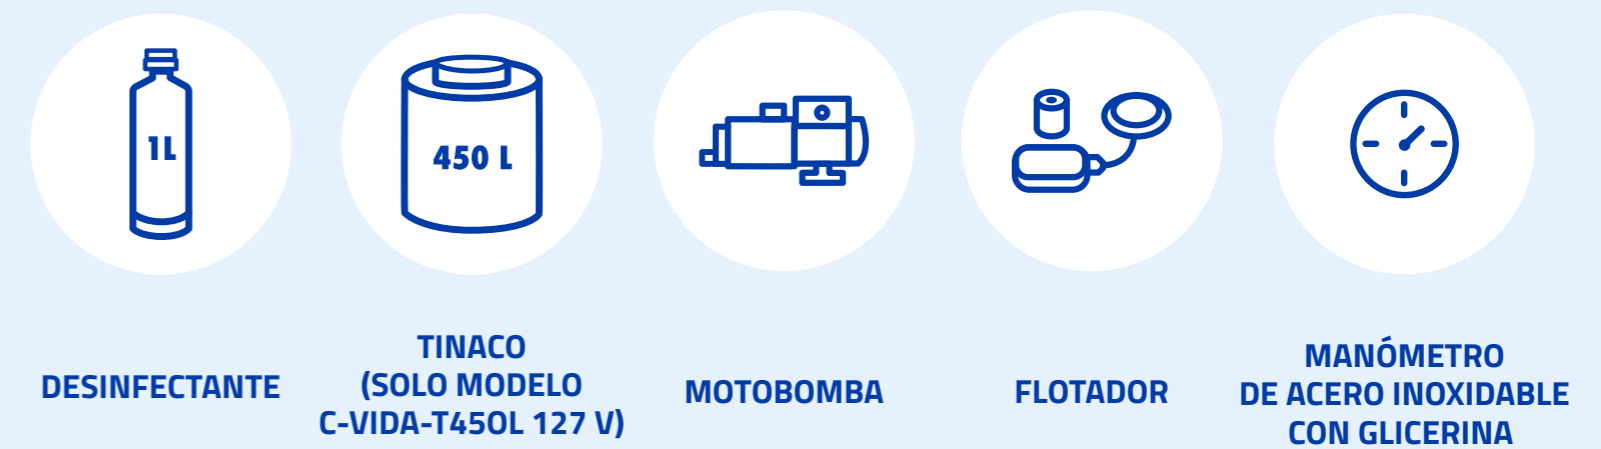 1L
450 L
DESINFECTANTE
TINACO
(SOLO MODELO
C-VIDA-T450L 127 V)
MOTOBOMBA
FLOTADOR
MANÓMETRO
DE ACERO INOXIDABLE
CON GLICERINA